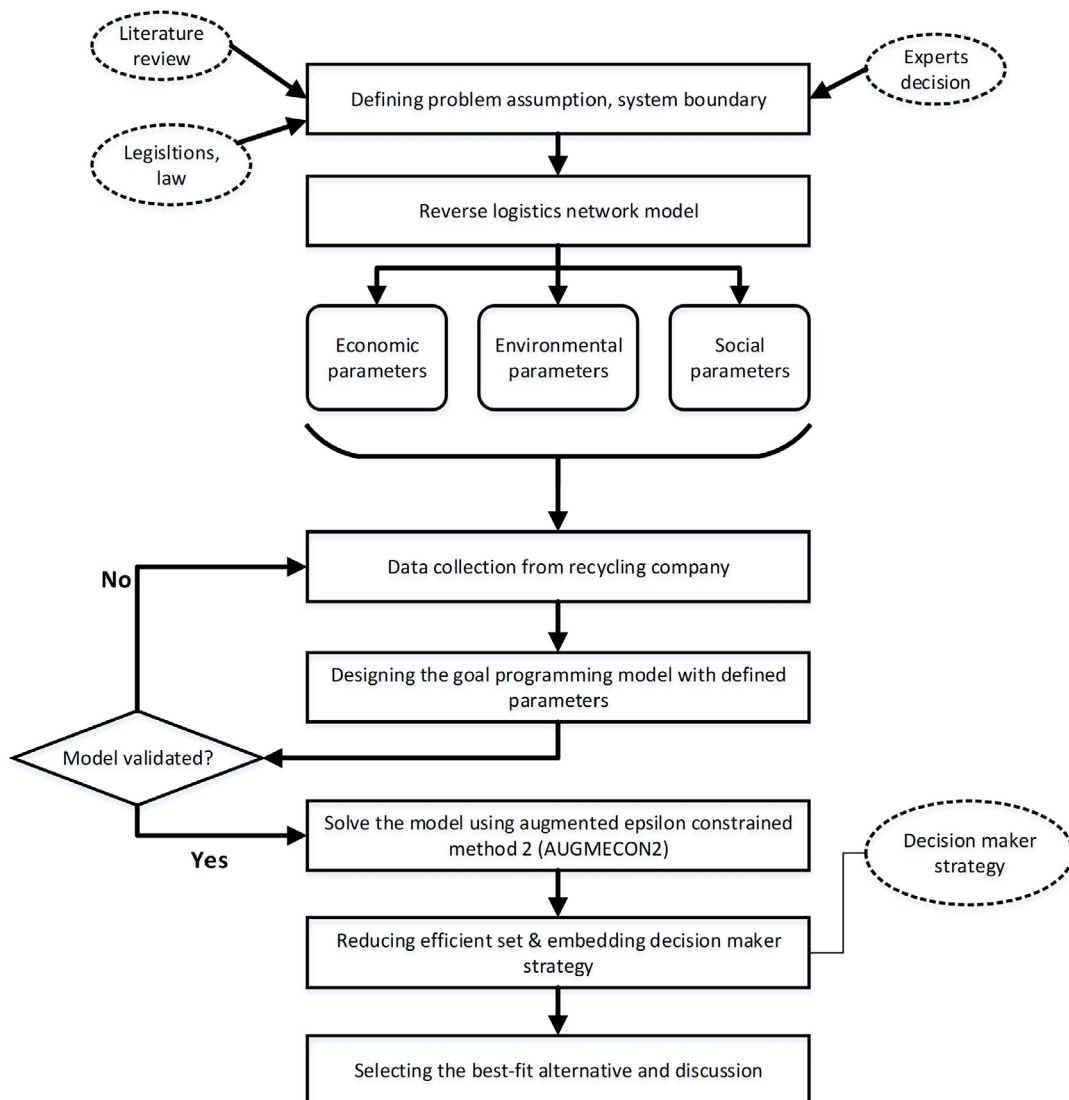 Literature
review
Experts
decision
Defining problem assumption, system boundary
Legisltions,
law
Reverse logistics network model
Economic
parameters
Environmental
parameters
Social
parameters
Data collection from recycling company
No
Designing the goal programming model with defined
parameters
Model validated?
Solve the model using augmented epsilon constrained
method 2 (AUGMECON2)
Yes
Decision maker
strategy
Reducing efficient set & embedding decision maker
strategy
Selecting the best-fit alternative and discussion